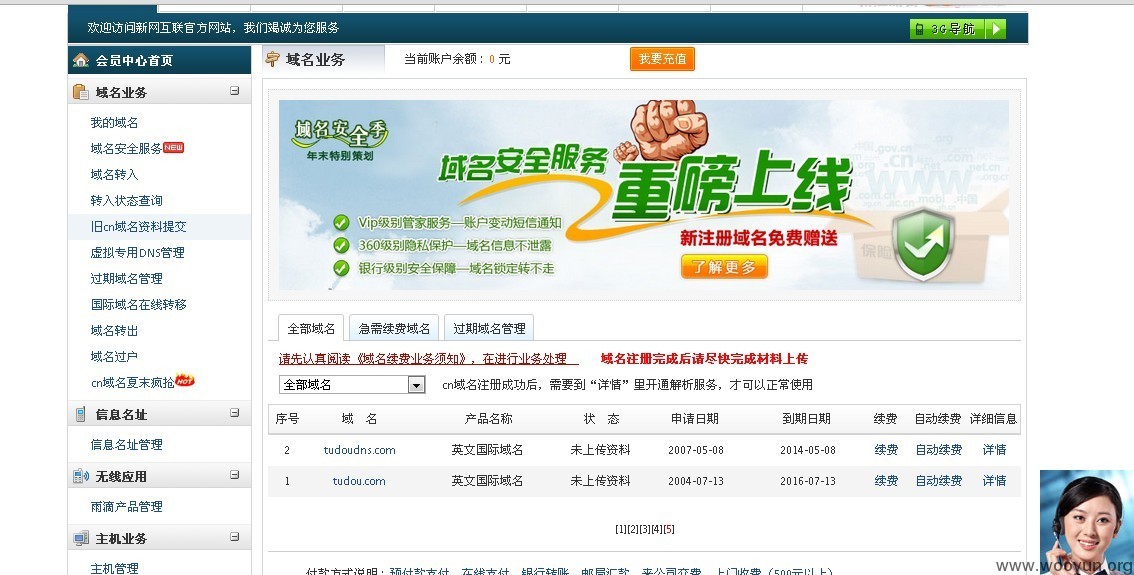 欢迎访问新网互联官方网站，我们竭诚为您服务
3G导航
会员中心首页
域名业务
我的域名
域名安全服务NEW
域名转入
转入状态查询
旧cn域名资料提交
虚拟专用DNS管理
过期域名管理
国际域名在线转移
域名转出
域名过户
cn域名夏末疯抢HOT
信息名址
信息名址管理
无线应用
雨滴产品管理
主机业务
主机管理
域名业务
当前账户余额：0 元
我要充值
域名安全季
年末特别策划
域名安全服务
重磅上线
Vip级别管家服务—账户变动短信通知
360级别隐私保护—域名信息不泄露
银行级别安全保障—域名锁定转不走
新注册域名免费赠送
了解更多
www
保险
全部域名 急需续费域名 过期域名管理
请先认真阅读《域名续费业务须知》，在进行业务处理 域名注册完成后请尽快完成材料上传
全部域名 cn域名注册成功后，需要到“详情”里开通解析服务，才可以正常使用
序号 域 名 产品名称 状 态 申请日期 到期日期 续费 自动续费 详细信息
2 tudoudns.com 英文国际域名 未上传资料 2007-05-08 2014-05-08 续费 自动续费 详情
1 tudou.com 英文国际域名 未上传资料 2004-07-13 2016-07-13 续费 自动续费 详情
[1][2][3][4][5]
付款方式说明：预付款支付 在线支付 银行转账 邮局汇款 来公司交费 上门收费（500元以上）
www.wooyun.org